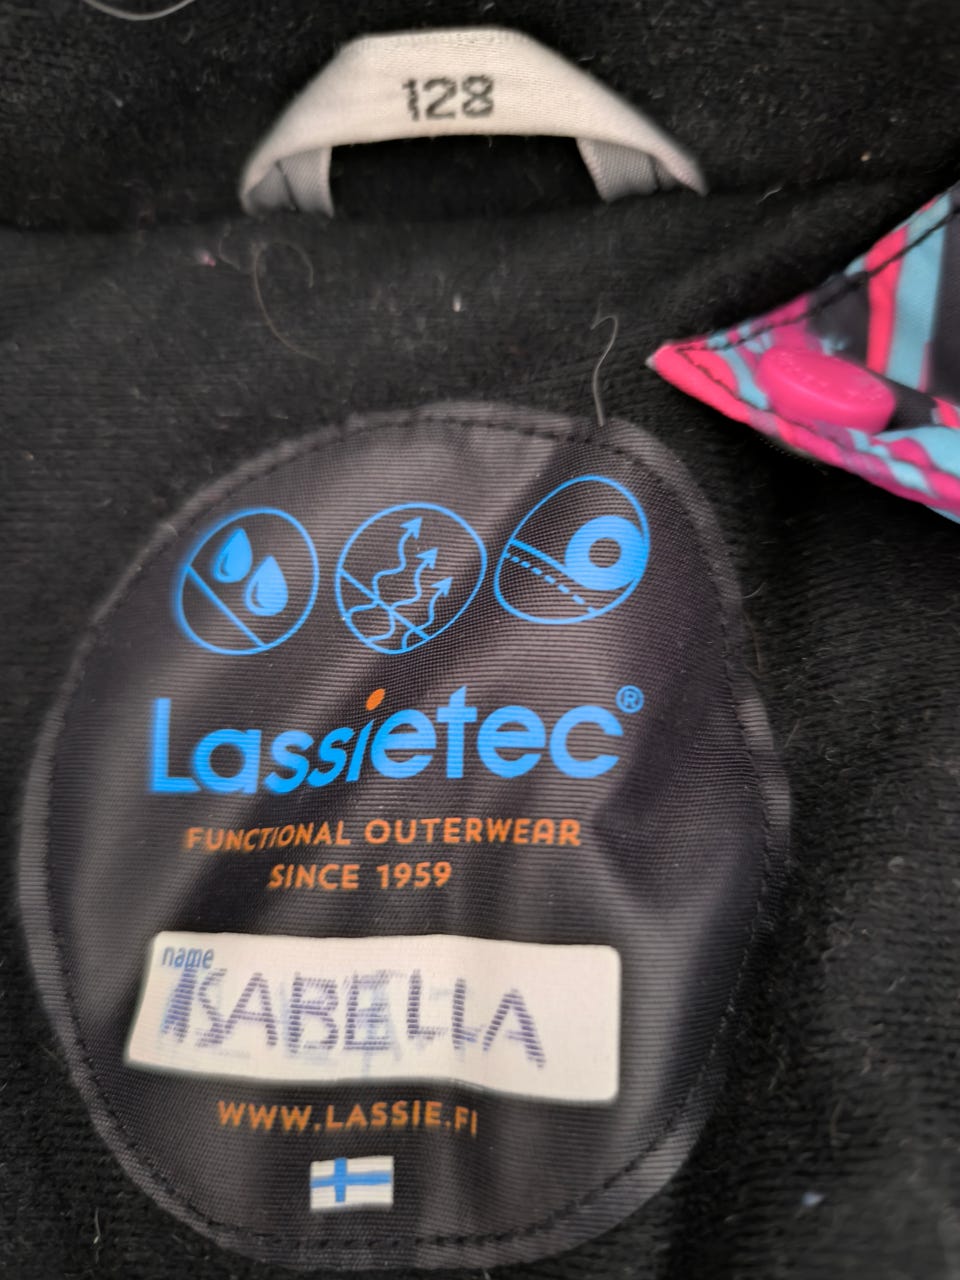 128
Lassietec®
FUNCTIONAL OUTERWEAR
SINCE 1959
name
ISABELLA
WWW.LASSIE.FI